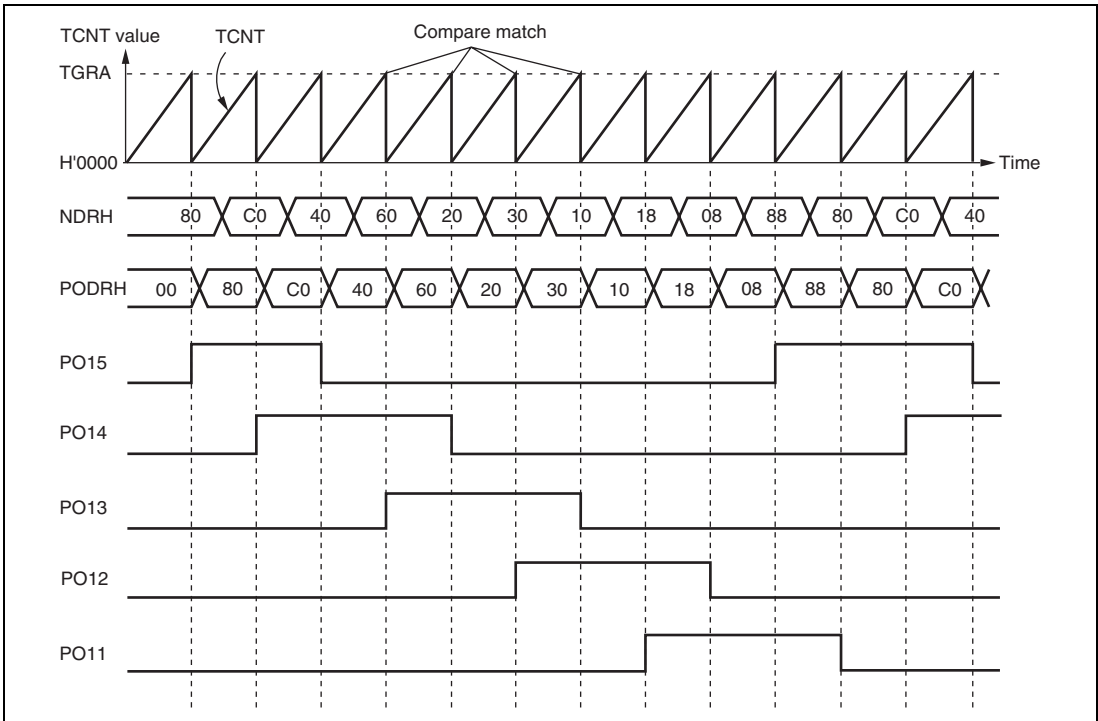 TCNT value
TCNT
Compare match
TGRA
H'0000
Time
NDRH 80 C0 40 60 20 30 10 18 08 88 80 C0 40
PODRH 00 80 C0 40 60 20 30 10 18 08 88 80 C0
PO15
PO14
PO13
PO12
PO11